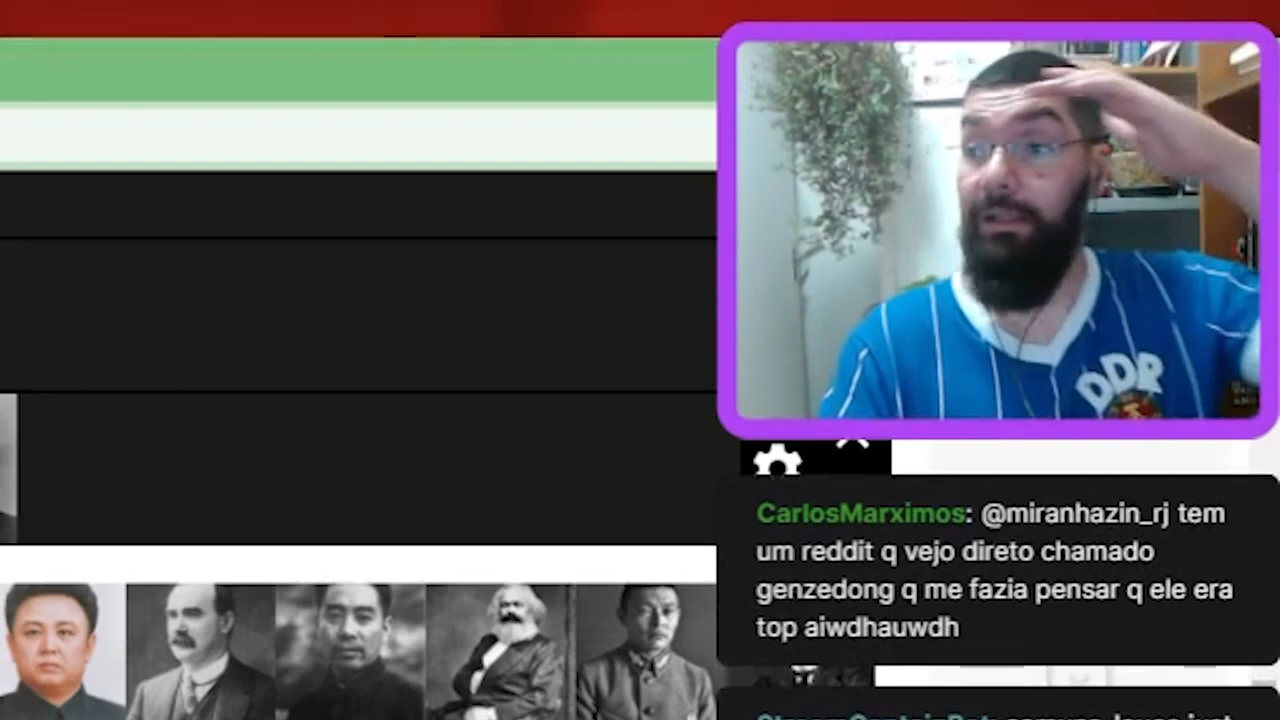 DDR
CarlosMarximos: @miranhazin_rj tem
um reddit q vejo direto chamado
genzedong q me fazia pensar q ele era
top aiwdhauwdh